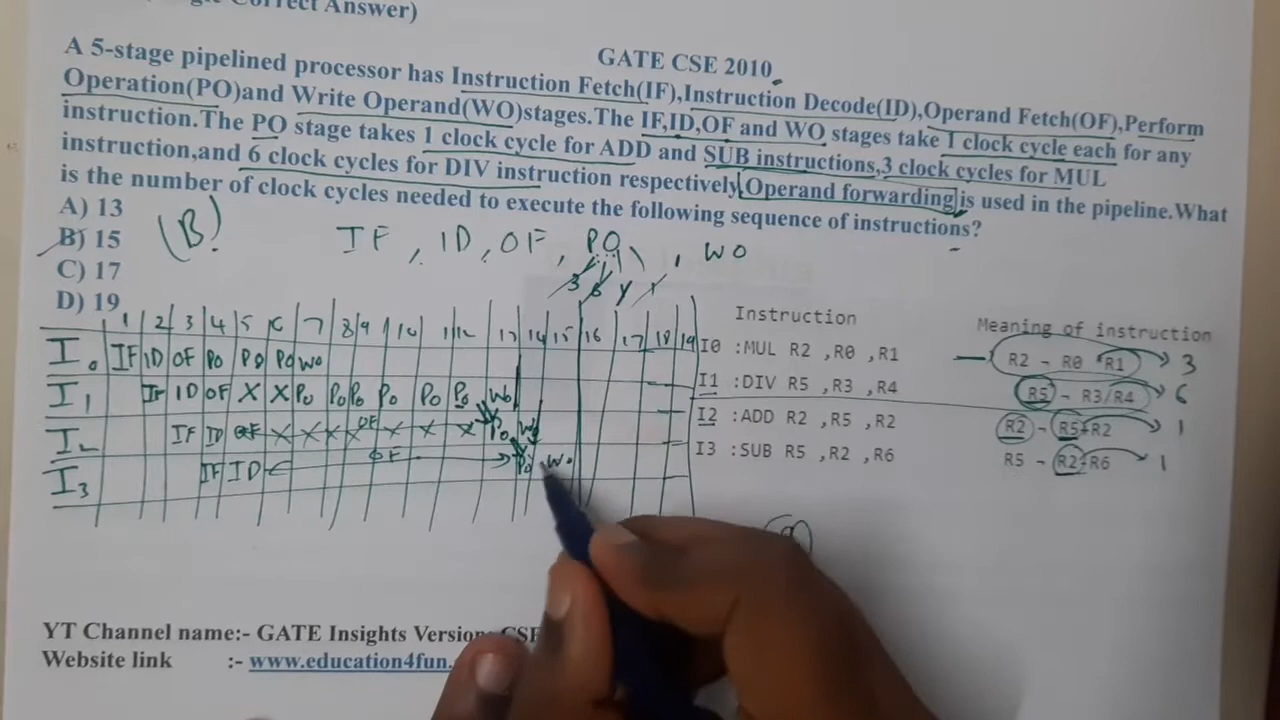 Correct Answer)
GATE CSE 2010
A 5-stage pipelined processor has Instruction Fetch(IF),Instruction Decode(ID),Operand Fetch(OF),Perform
Operation(PO)and Write Operand(WO)stages.The IF,ID,OF and WO stages take 1 clock cycle each for any
instruction.The PO stage takes 1 clock cycle for ADD and SUB instructions,3 clock cycles for MUL
instruction,and 6 clock cycles for DIV instruction respectively.Operand forwarding is used in the pipeline.What
is the number of clock cycles needed to execute the following sequence of instructions?
A) 13
B) 15
C) 17
D) 19
(B)
IF, ID, OF, PO, WO
3 6 1 1
1 2 3 4 5 6 7 8 9 10 11 12 13 14 15 16 17 18 19
I0 IF ID OF PO PO PO WO
I1 IF ID OF X X PO PO PO PO PO PO WO
I2 IF ID OF X X X OF X X X PO WO
I3 IF ID OF PO WO
Instruction Meaning of instruction
I0 :MUL R2 ,R0 ,R1 R2 - R0 * R1 3
I1 :DIV R5 ,R3 ,R4 R5 - R3/R4 6
I2 :ADD R2 ,R5 ,R2 R2 - R5+R2 1
I3 :SUB R5 ,R2 ,R6 R5 - R2-R6 1
YT Channel name:- GATE Insights Version: CSE
Website link :- www.education4fun.